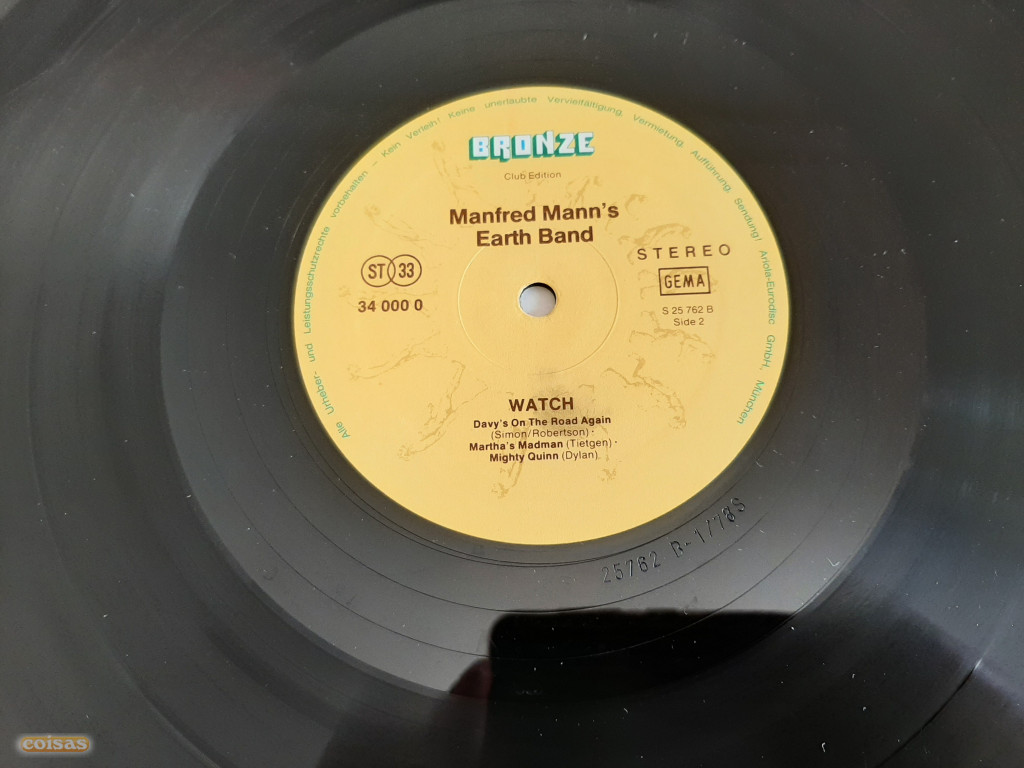 Alle Urheber- und Leistungsschutzrechte vorbehalten – Kein Verleih! Keine unerlaubte Vervielfältigung, Vermietung, Aufführung, Sendung! Ariola-Eurodisc GmbH, München
BRONZE
Club Edition
Manfred Mann's
Earth Band
ST 33
34 000 0
STEREO
GEMA
S 25 762 B
Side 2
WATCH
Davy's On The Road Again
(Simon/Robertson) ·
Martha's Madman (Tietgen) ·
Mighty Quinn (Dylan)
25762 B-1/78S
coisas